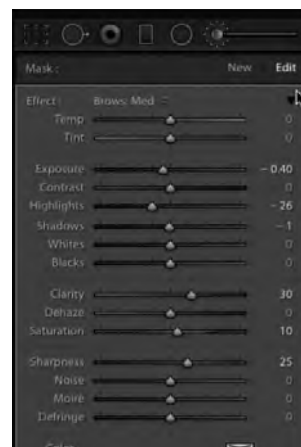 Mask : New Edit
Effect : Brows: Med
Temp 0
Tint 0
Exposure - 0.40
Contrast 0
Highlights - 26
Shadows - 1
Whites 0
Blacks 0
Clarity 30
Dehaze 0
Saturation 10
Sharpness 25
Noise 0
Moiré 0
Defringe 0
Color